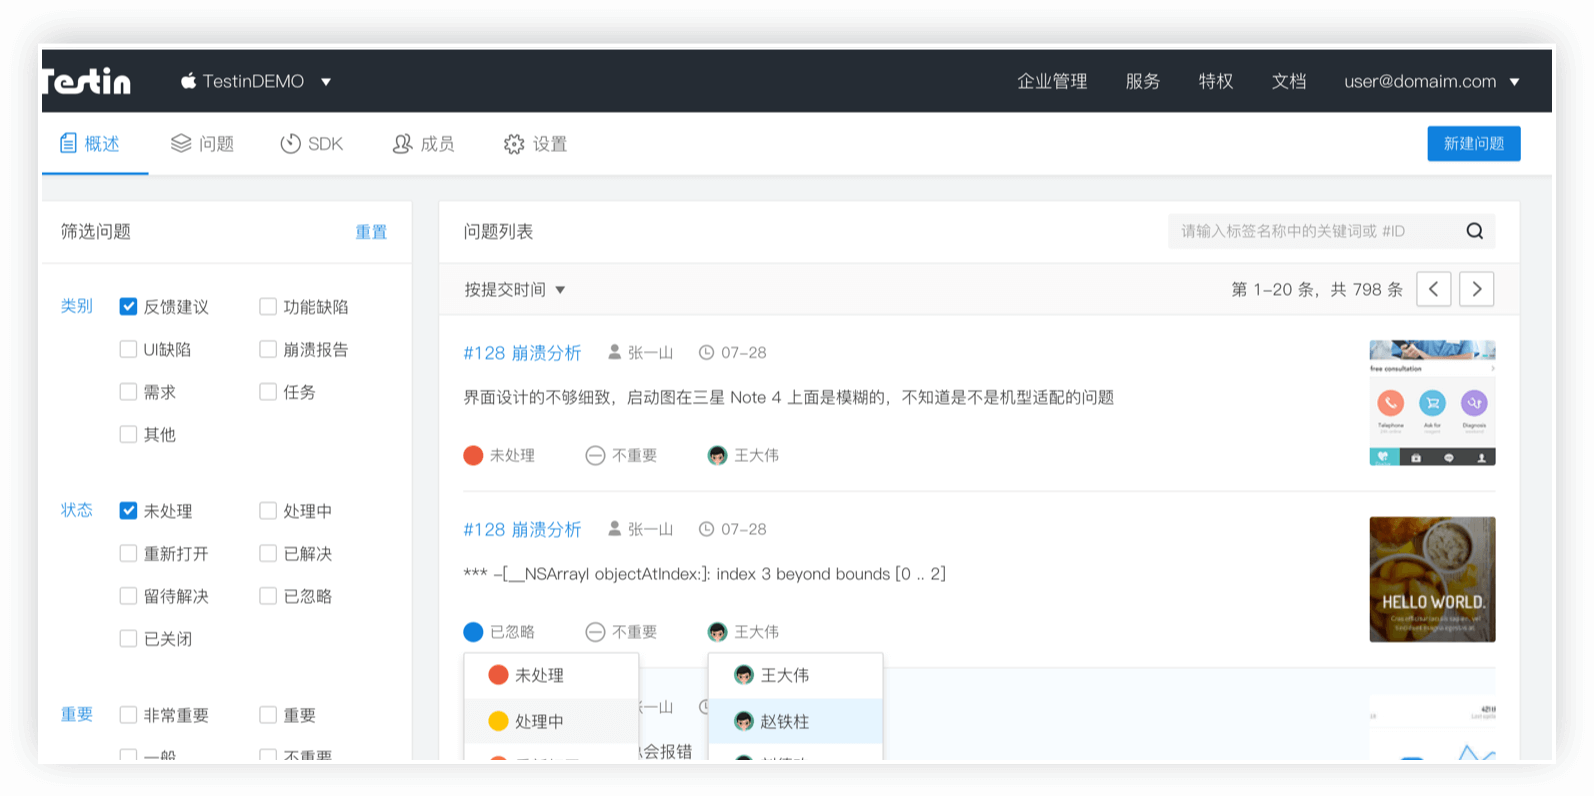 Testin
TestinDEMO
企业管理 服务 特权 文档 user@domaim.com
概述 问题 SDK 成员 设置
新建问题
筛选问题 重置
类别 反馈建议 功能缺陷
UI缺陷 崩溃报告
需求 任务
其他
状态 未处理 处理中
重新打开 已解决
留待解决 已忽略
已关闭
重要 非常重要 重要
一般 不重要
问题列表
请输入标签名称中的关键词或 #ID
按提交时间
第 1-20 条，共 798 条
#128 崩溃分析 张一山 07-28
界面设计的不够细致，启动图在三星 Note 4 上面是模糊的，不知道是不是机型适配的问题
未处理 不重要 王大伟
free consultation
Telephone Ask for Diagnosis
#128 崩溃分析 张一山 07-28
*** -[__NSArrayI objectAtIndex:]: index 3 beyond bounds [0 .. 2]
已忽略 不重要 王大伟
HELLO WORLD.
未处理
处理中
王大伟
赵铁柱
一山
会报错